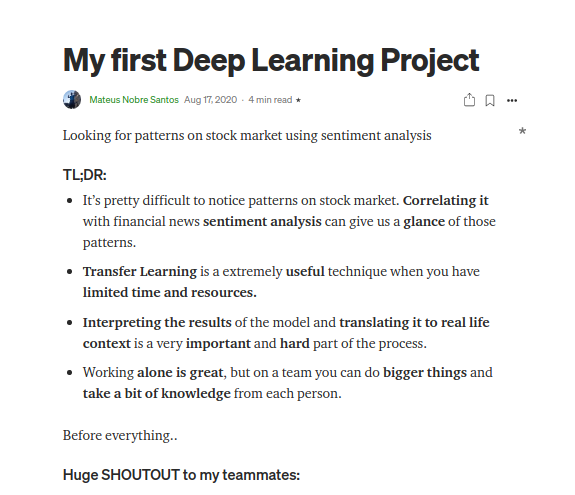 My first Deep Learning Project
Mateus Nobre Santos Aug 17, 2020 · 4 min read ★
Looking for patterns on stock market using sentiment analysis
*
TL;DR:
• It's pretty difficult to notice patterns on stock market. Correlating it
with financial news sentiment analysis can give us a glance of those
patterns.
• Transfer Learning is a extremely useful technique when you have
limited time and resources.
• Interpreting the results of the model and translating it to real life
context is a very important and hard part of the process.
• Working alone is great, but on a team you can do bigger things and
take a bit of knowledge from each person.
Before everything..
Huge SHOUTOUT to my teammates: